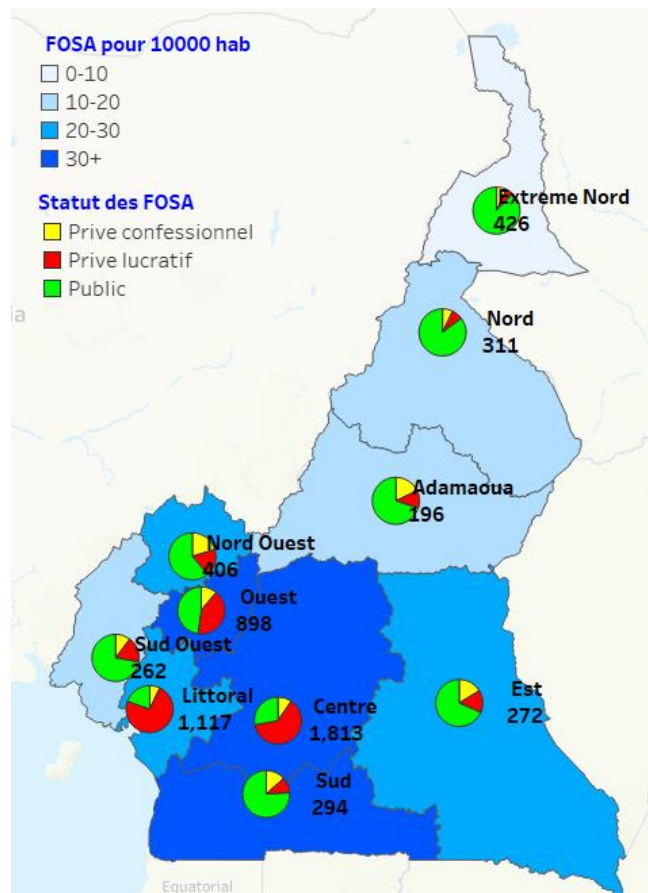 FOSA pour 10000 hab
0-10
10-20
20-30
30+
Statut des FOSA
Prive confessionnel
Prive lucratif
Public
ia
Extreme Nord
426
Nord
311
Adamaoua
196
Nord Ouest
406
Ouest
898
Sud Ouest
262
Littoral
1,117
Centre
1,813
Est
272
Sud
294
Equatorial